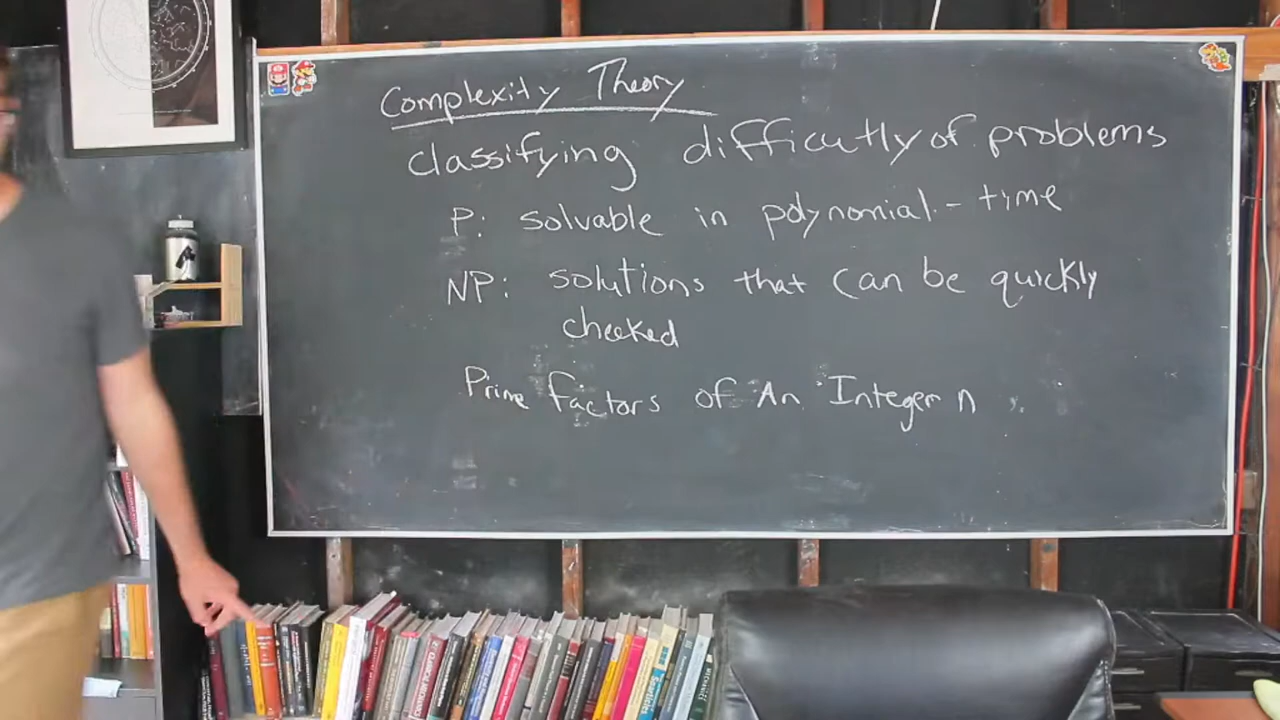 Complexity Theory
classifying difficutly of problems
P: solvable in polynomial - time
NP: solutions that can be quickly
checked
Prime factors of An Integer n